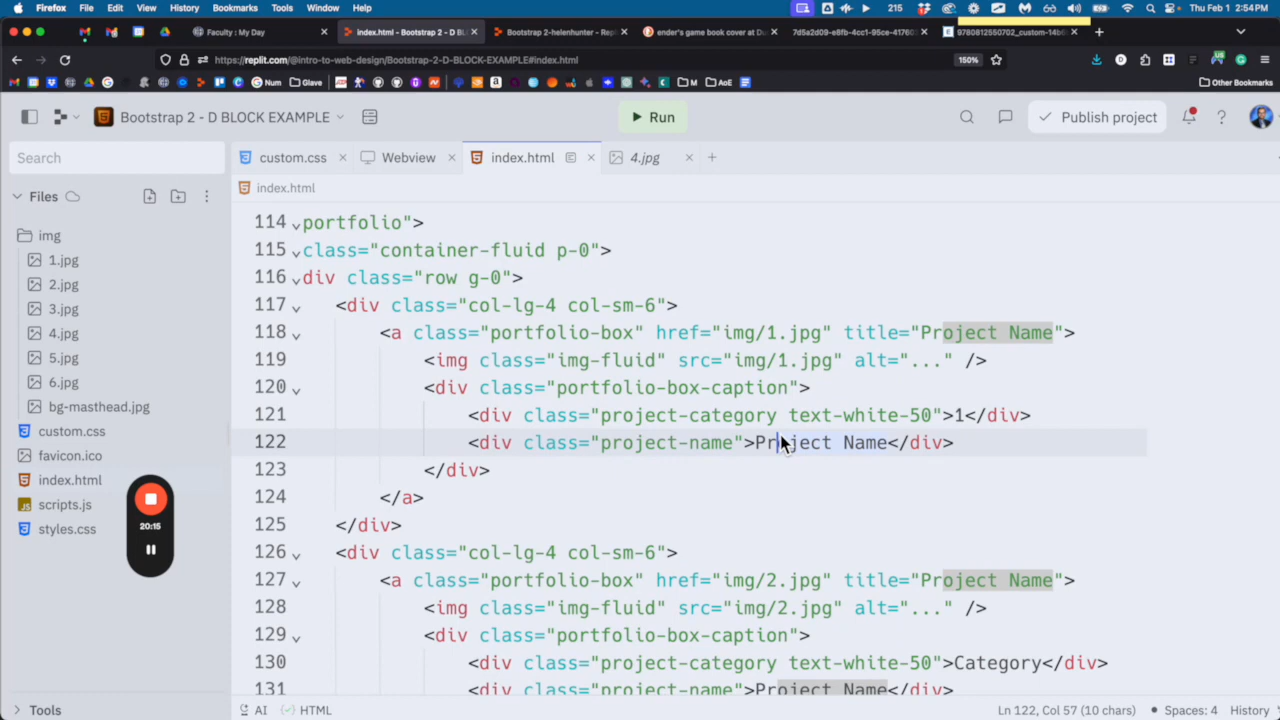 Firefox File Edit View History Bookmarks Tools Window Help 215 Thu Feb 1 2:54PM
Faculty : My Day
index.html - Bootstrap 2 - D BL
Bootstrap 2-helenhunter - Rep
ender's game book cover at Du
7d5a2d09-e8fb-4cc1-95ce-41760
9780812550702_custom-14b6
https://replit.com/@intro-to-web-design/Bootstrap-2-D-BLOCK-EXAMPLE#index.html 150%
Num Glave M AoE Other Bookmarks
Bootstrap 2 - D BLOCK EXAMPLE Run Publish project
Search
custom.css Webview index.html 4.jpg
index.html
Files
img
1.jpg
2.jpg
3.jpg
4.jpg
5.jpg
6.jpg
bg-masthead.jpg
custom.css
favicon.ico
index.html
scripts.js
styles.css
20:15
114 portfolio">
115 class="container-fluid p-0">
116 div class="row g-0">
117 <div class="col-lg-4 col-sm-6">
118 <a class="portfolio-box" href="img/1.jpg" title="Project Name">
119 <img class="img-fluid" src="img/1.jpg" alt="..." />
120 <div class="portfolio-box-caption">
121 <div class="project-category text-white-50">1</div>
122 <div class="project-name">Project Name</div>
123 </div>
124 </a>
125 </div>
126 <div class="col-lg-4 col-sm-6">
127 <a class="portfolio-box" href="img/2.jpg" title="Project Name">
128 <img class="img-fluid" src="img/2.jpg" alt="..." />
129 <div class="portfolio-box-caption">
130 <div class="project-category text-white-50">Category</div>
131 <div class="project-name">Project Name</div>
Tools
AI HTML Ln 122, Col 57 (10 chars) Spaces: 4 History